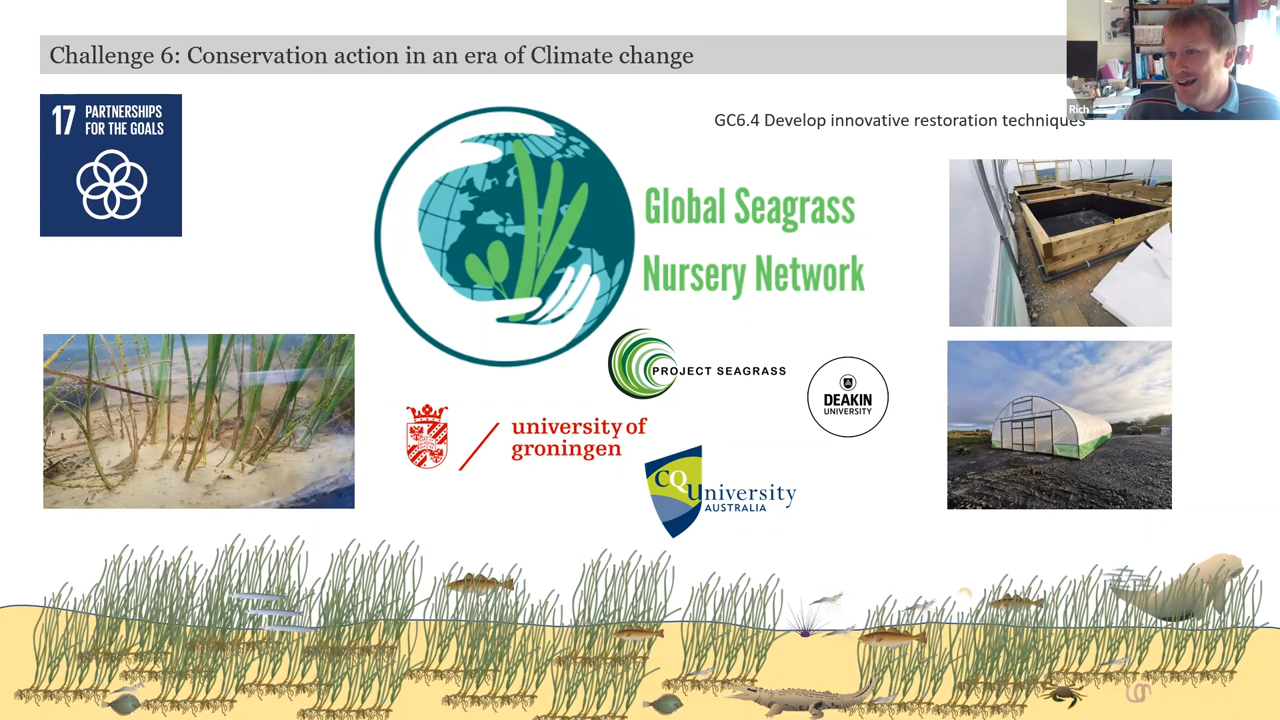 Challenge 6: Conservation action in an era of Climate change
Rich
17 PARTNERSHIPS
FOR THE GOALS
GC6.4 Develop innovative restoration techniques
Global Seagrass
Nursery Network
PROJECT SEAGRASS
DEAKIN
UNIVERSITY
university of
groningen
CQUniversity
AUSTRALIA